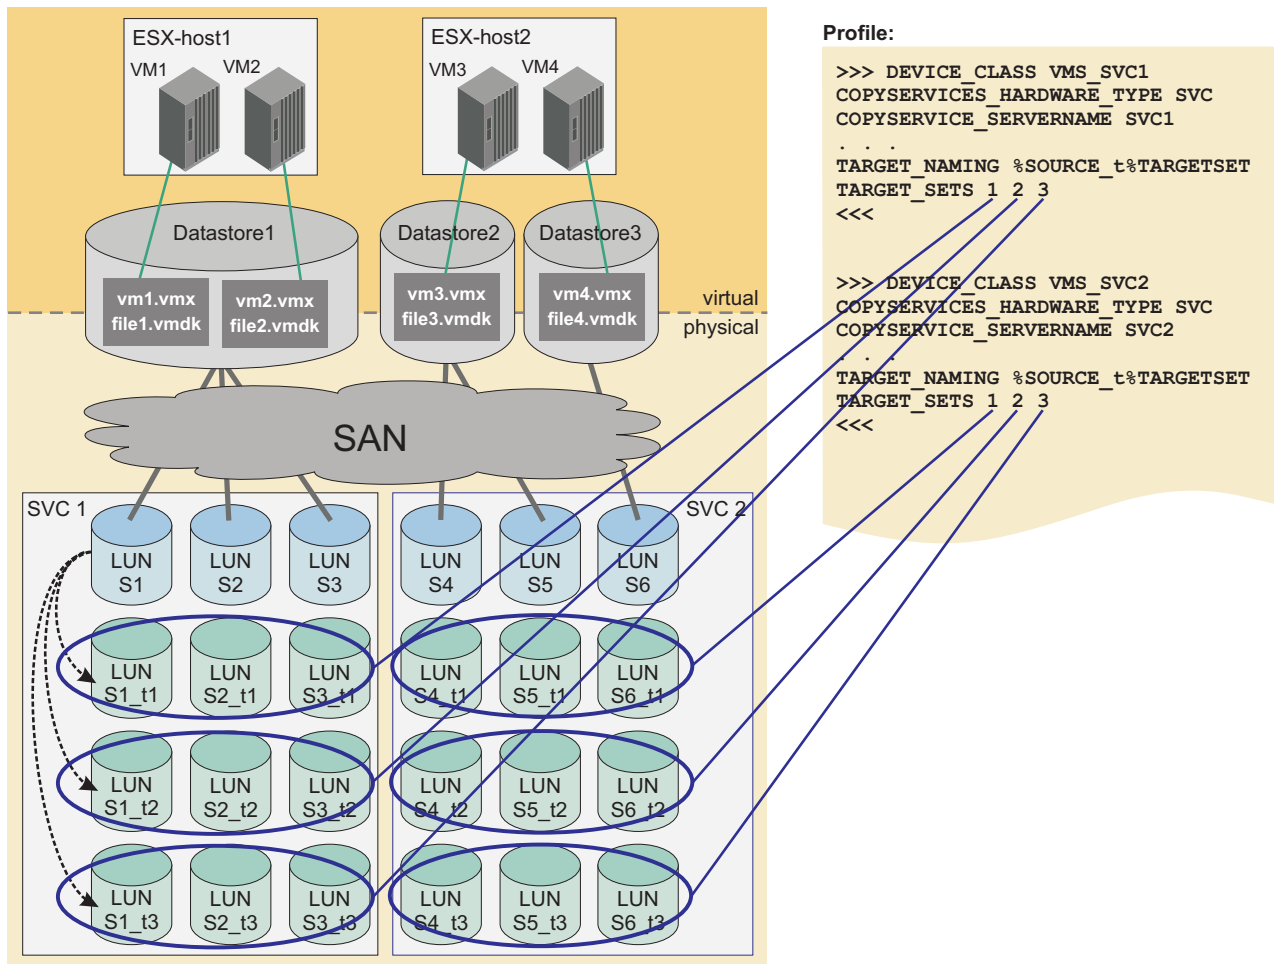 ESX-host1
VM1
VM2
ESX-host2
VM3
VM4
Datastore1
Datastore2
Datastore3
vm1.vmx
file1.vmdk
vm2.vmx
file2.vmdk
vm3.vmx
file3.vmdk
vm4.vmx
file4.vmdk
virtual
physical
SAN
SVC 1
LUN
S1
LUN
S2
LUN
S3
LUN
S1_t1
LUN
S2_t1
LUN
S3_t1
LUN
S1_t2
LUN
S2_t2
LUN
S3_t2
LUN
S1_t3
LUN
S2_t3
LUN
S3_t3
SVC 2
LUN
S4
LUN
S5
LUN
S6
LUN
S4_t1
LUN
S5_t1
LUN
S6_t1
LUN
S4_t2
LUN
S5_t2
LUN
S6_t2
LUN
S4_t3
LUN
S5_t3
LUN
S6_t3
Profile:
>>> DEVICE_CLASS VMS_SVC1
COPYSERVICES_HARDWARE_TYPE SVC
COPYSERVICE_SERVERNAME SVC1
. . .
TARGET_NAMING %SOURCE_t%TARGETSET
TARGET_SETS 1 2 3
<<<
>>> DEVICE_CLASS VMS_SVC2
COPYSERVICES_HARDWARE_TYPE SVC
COPYSERVICE_SERVERNAME SVC2
. . .
TARGET_NAMING %SOURCE_t%TARGETSET
TARGET_SETS 1 2 3
<<<